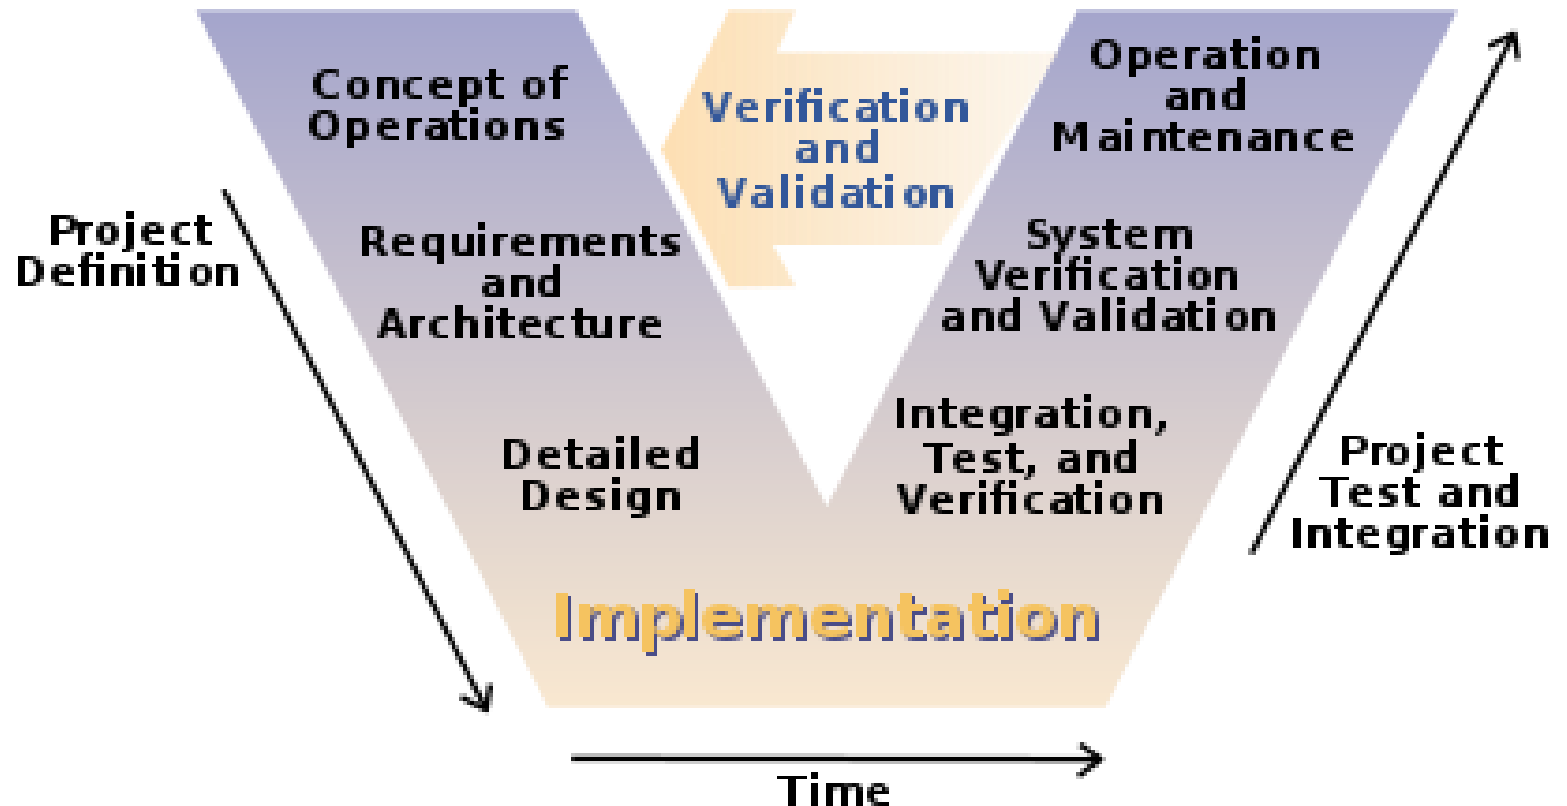 Concept of
Operations
Verification
and
Validation
Operation
and
Maintenance
Project
Definition
Requirements
and
Architecture
System
Verification
and Validation
Detailed
Design
Integration,
Test, and
Verification
Project
Test and
Integration
Implementation
Time